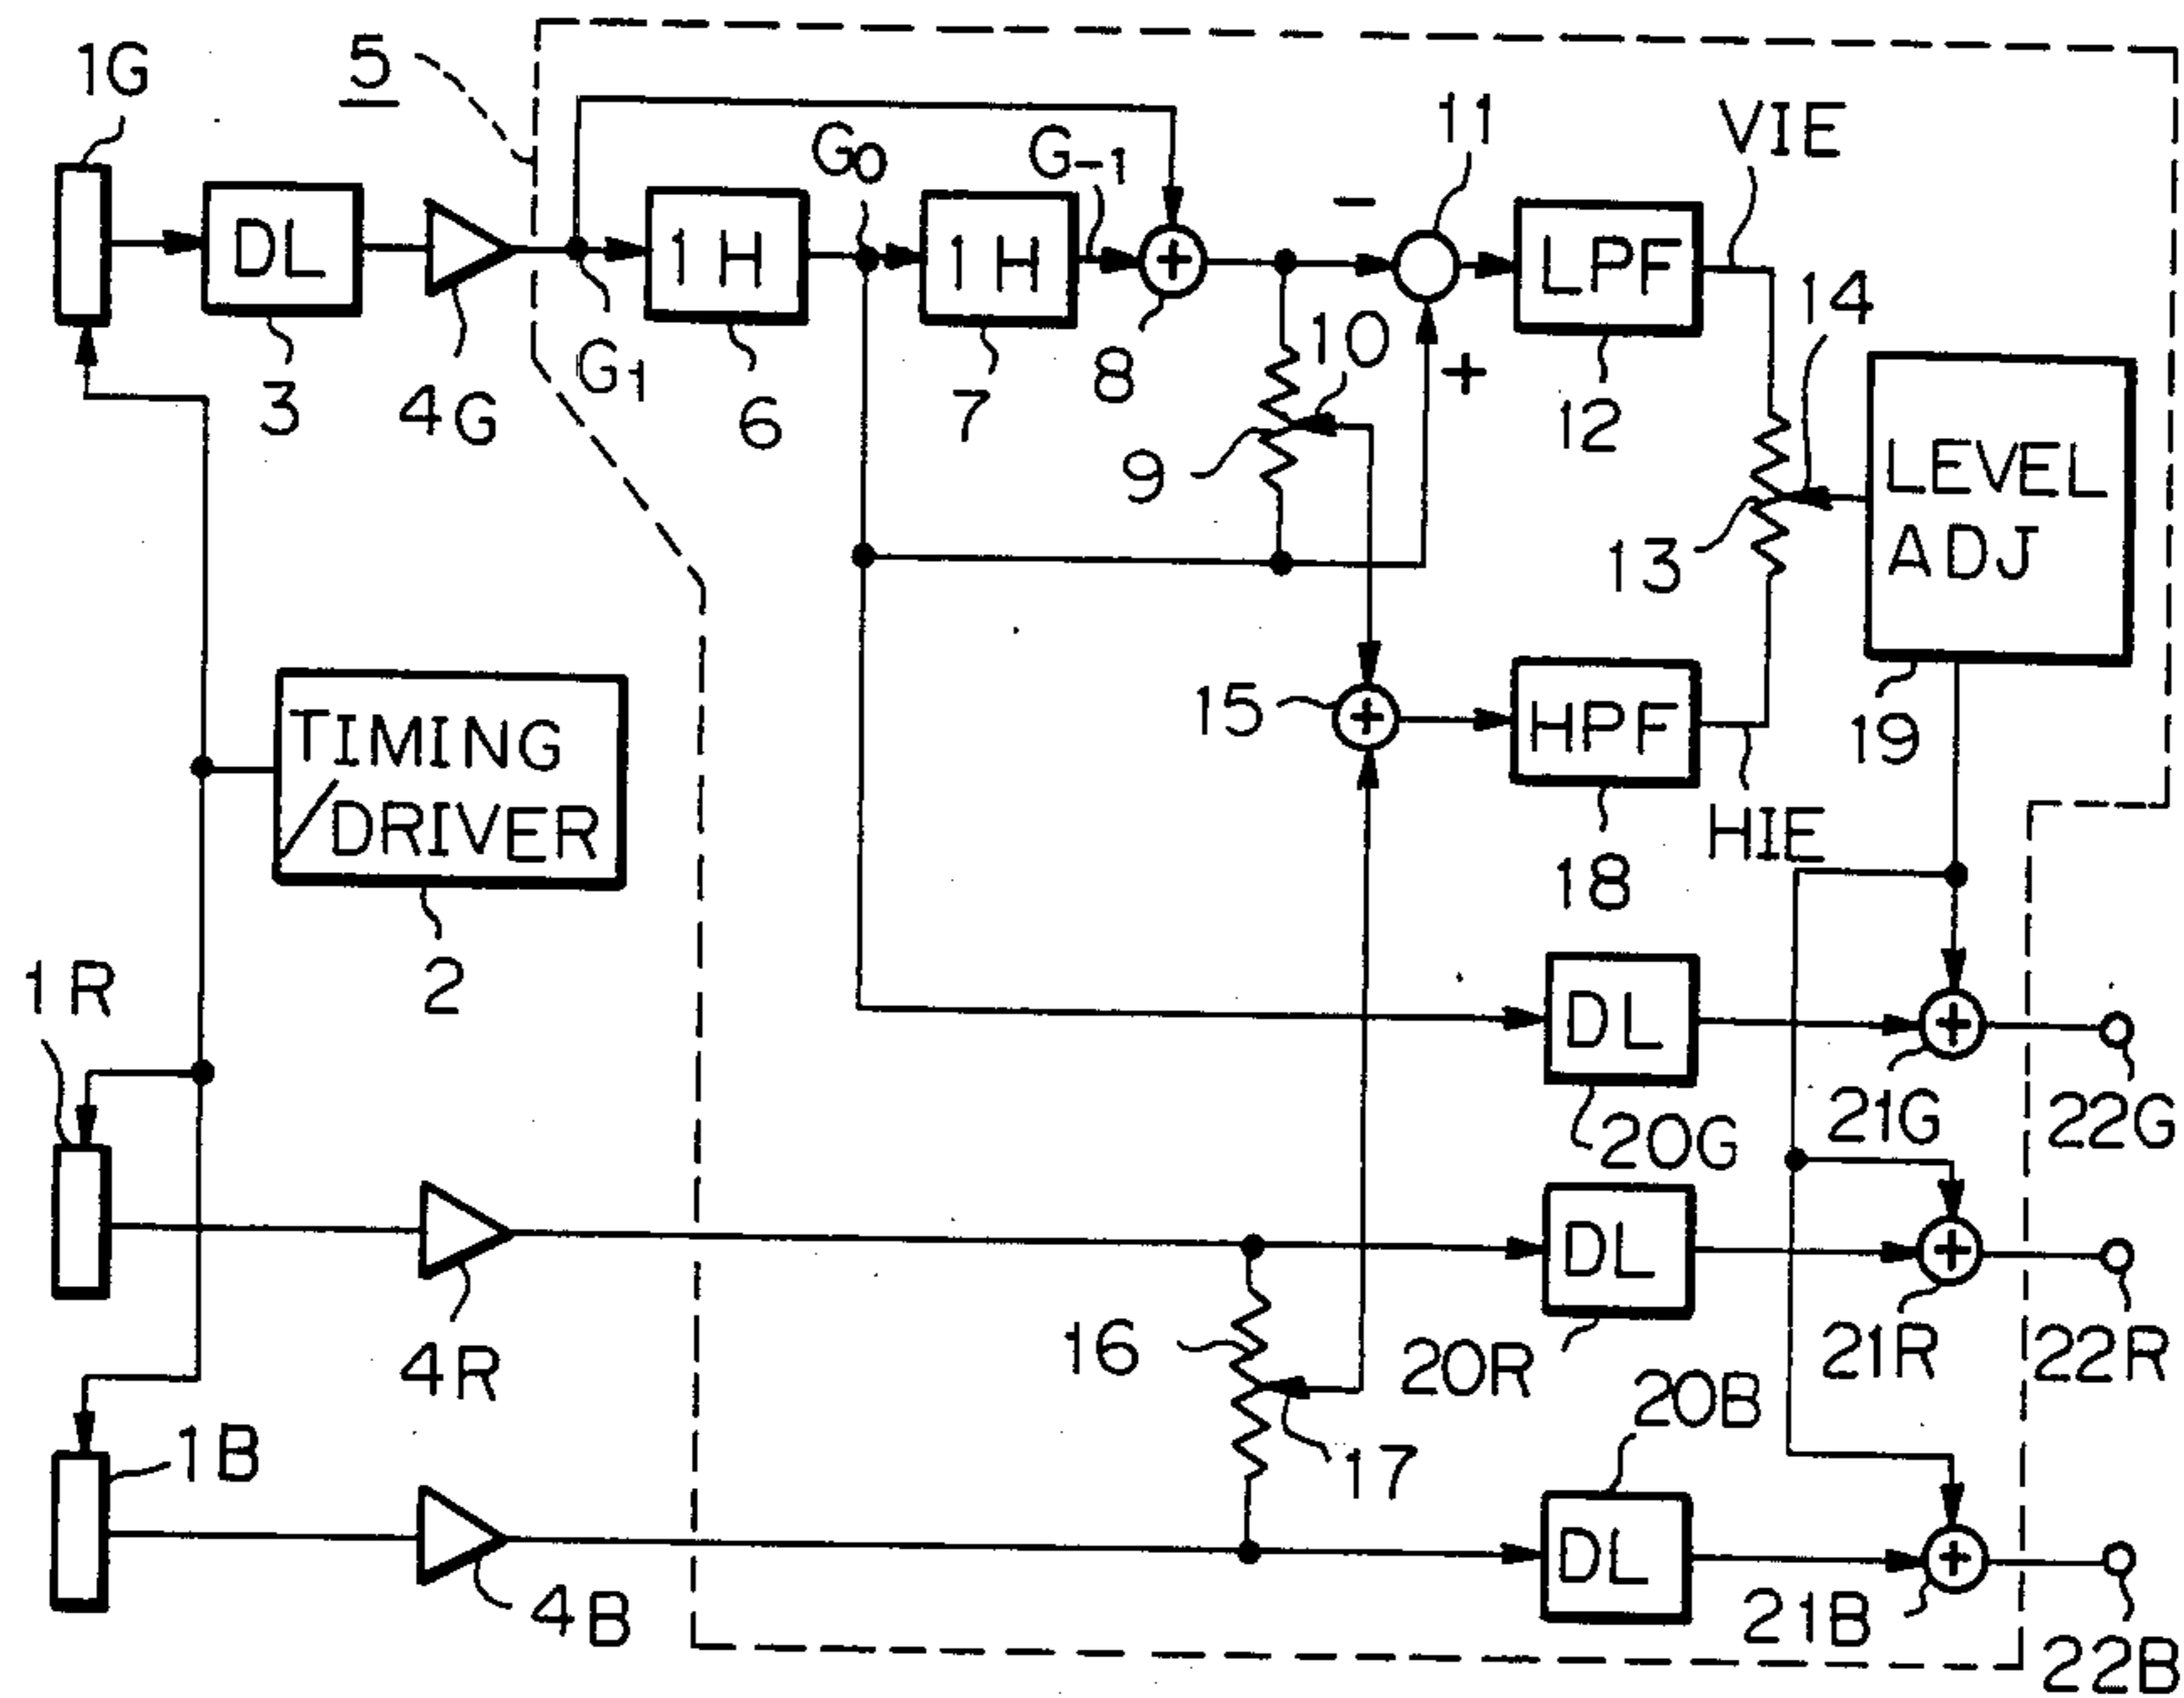 1G
5
G0
G-1
11
VIE
−
DL
1H
1H
+
LPF
14
10
+
3
4G
G1
6
7
8
9
12
13
LEVEL
ADJ
15
+
HPF
19
TIMING
/DRIVER
HIE
18
2
1R
DL
+
20G
21G
22G
DL
+
16
4R
20R
21R
22R
20B
1B
17
DL
+
4B
21B
22B